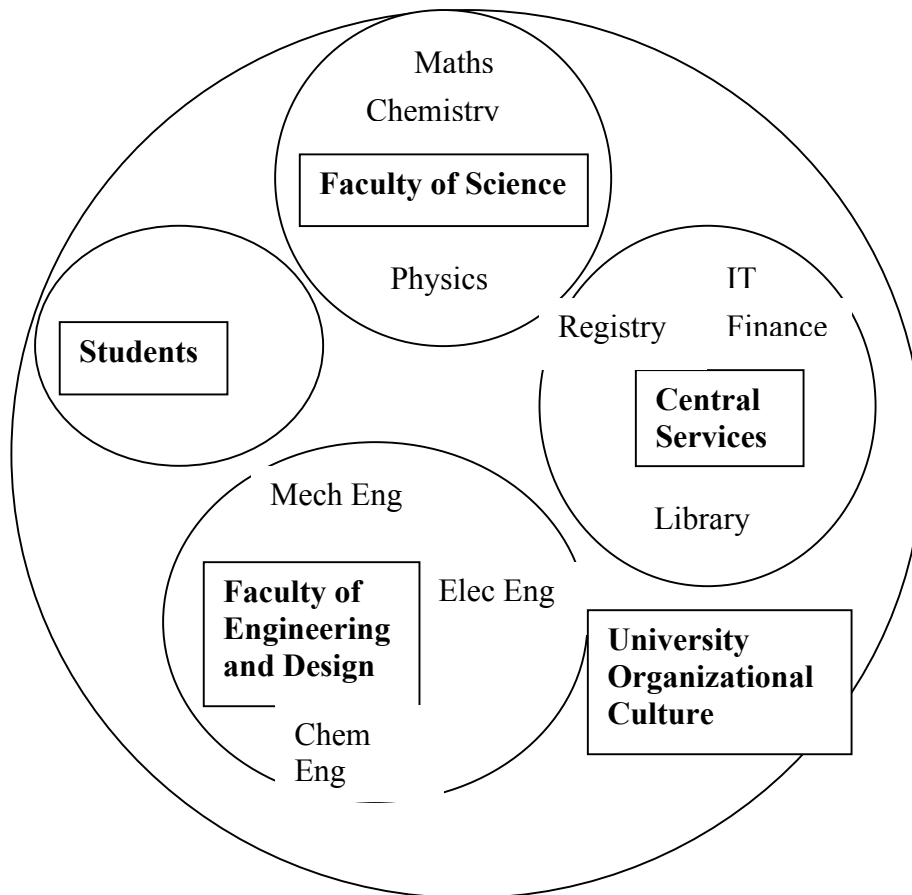 Maths
Chemistry
Faculty of Science
Physics
IT
Registry
Finance
Students
Central
Services
Library
Mech Eng
Elec Eng
Faculty of
Engineering
and Design
Chem
Eng
University
Organizational
Culture